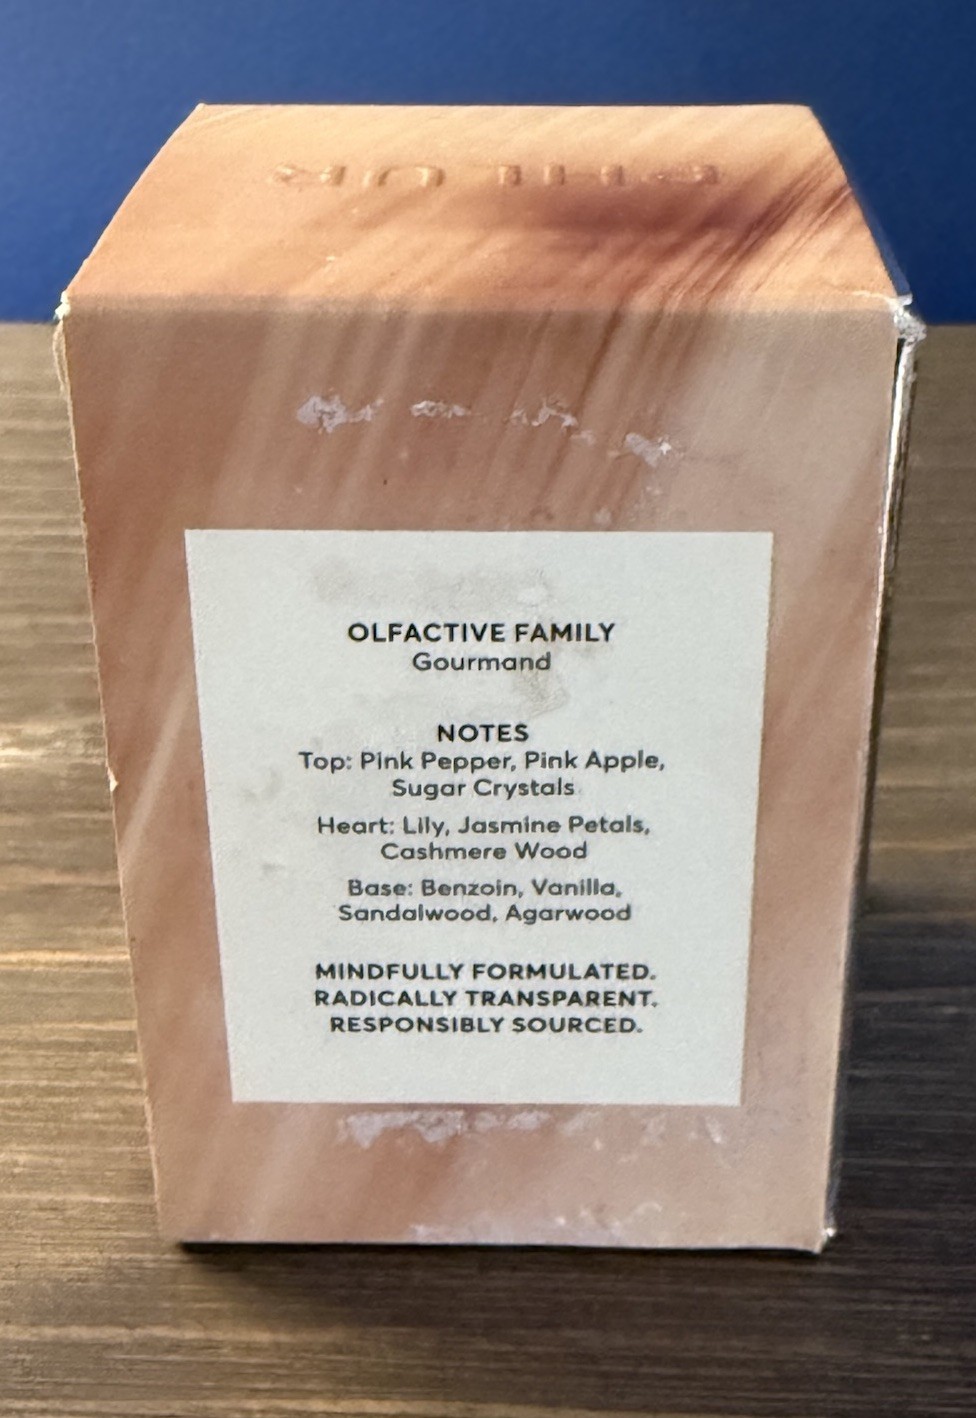 PHLUR
OLFACTIVE FAMILY
Gourmand
NOTES
Top: Pink Pepper, Pink Apple,
Sugar Crystals
Heart: Lily, Jasmine Petals,
Cashmere Wood
Base: Benzoin, Vanilla,
Sandalwood, Agarwood
MINDFULLY FORMULATED.
RADICALLY TRANSPARENT.
RESPONSIBLY SOURCED.